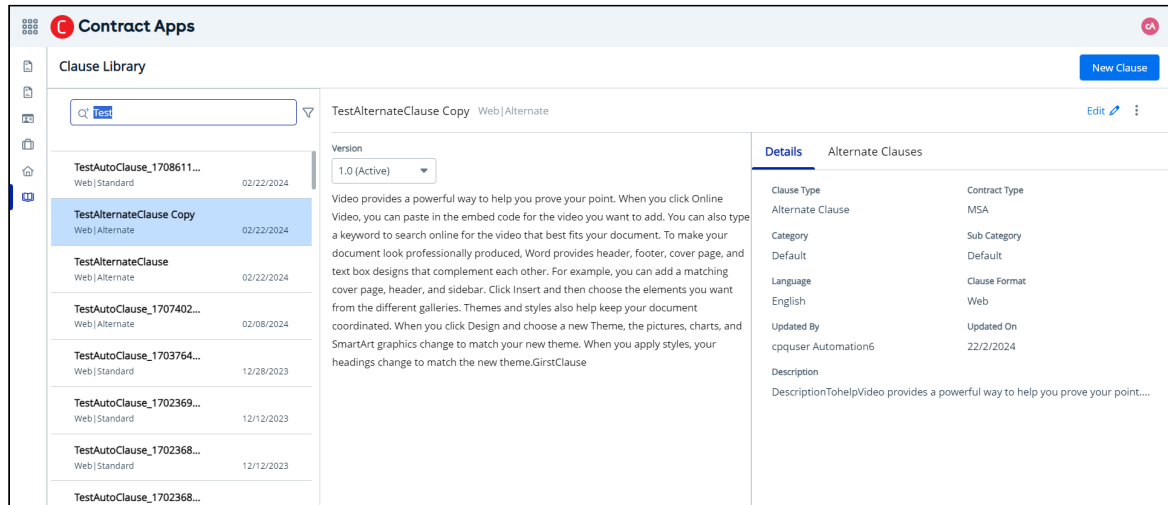 Contract Apps
cA
Clause Library
New Clause
Test
TestAutoClause_1708611...
Web|Standard 02/22/2024
TestAlternateClause Copy
Web|Alternate 02/22/2024
TestAlternateClause
Web|Alternate 02/22/2024
TestAutoClause_1707402...
Web|Alternate 02/08/2024
TestAutoClause_1703764...
Web|Standard 12/28/2023
TestAutoClause_1702369...
Web|Standard 12/12/2023
TestAutoClause_1702368...
Web|Standard 12/12/2023
TestAutoClause_1702368...
TestAlternateClause Copy Web|Alternate
Edit
Version
1.0 (Active)
Video provides a powerful way to help you prove your point. When you click Online
Video, you can paste in the embed code for the video you want to add. You can also type
a keyword to search online for the video that best fits your document. To make your
document look professionally produced, Word provides header, footer, cover page, and
text box designs that complement each other. For example, you can add a matching
cover page, header, and sidebar. Click Insert and then choose the elements you want
from the different galleries. Themes and styles also help keep your document
coordinated. When you click Design and choose a new Theme, the pictures, charts, and
SmartArt graphics change to match your new theme. When you apply styles, your
headings change to match the new theme.GirstClause
Details Alternate Clauses
Clause Type Contract Type
Alternate Clause MSA
Category Sub Category
Default Default
Language Clause Format
English Web
Updated By Updated On
cpquser Automation6 22/2/2024
Description
DescriptionTohelpVideo provides a powerful way to help you prove your point....